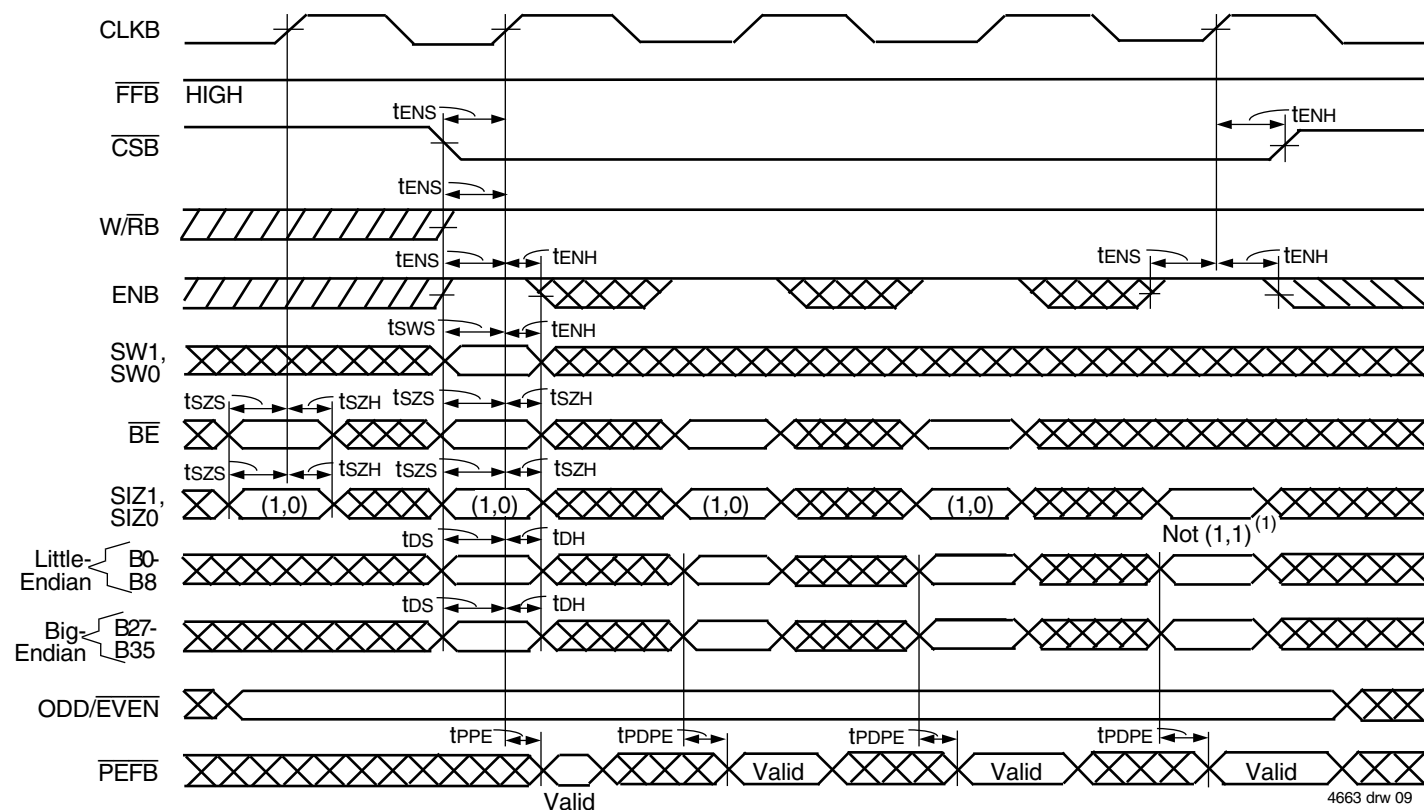 CLKB
FFB HIGH
tENS tENH
CSB
tENS
W/RB
tENS tENH tENS tENH
ENB
tSWS tENH
SW1,
SW0
tSZS tSZH tSZS tSZH
BE
tSZS tSZH tSZS tSZH
SIZ1,
SIZ0
(1,0) (1,0) (1,0) (1,0)
Not (1,1)(1)
tDS tDH
Little-
Endian
B0-
B8
tDS tDH
Big-
Endian
B27-
B35
ODD/EVEN
tPPE tPDPE tPDPE tPDPE
PEFB
Valid Valid Valid Valid
4663 drw 09